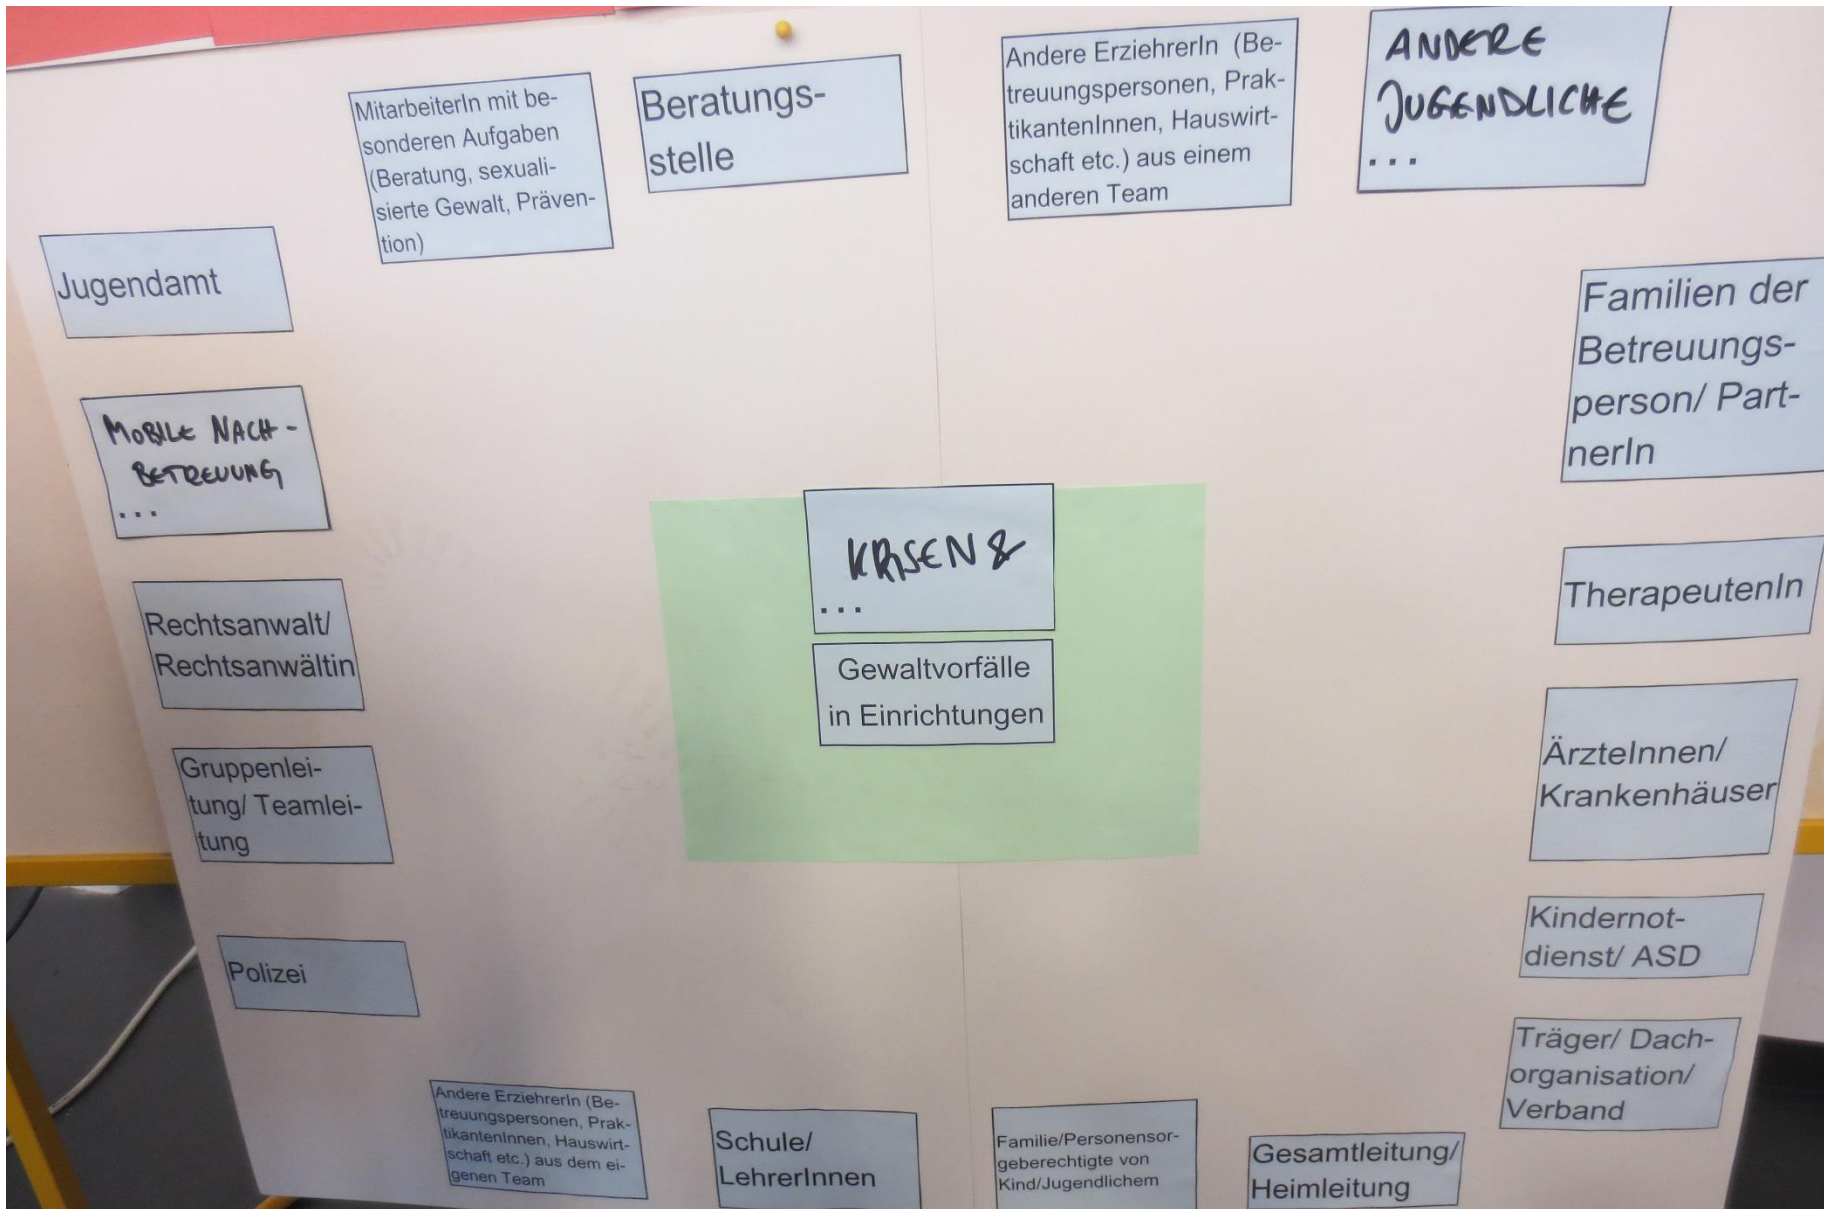 MitarbeiterIn mit be-
sonderen Aufgaben
(Beratung, sexuali-
sierte Gewalt, Präven-
tion)
Beratungs-
stelle
Andere ErziehrerIn (Be-
treuungspersonen, Prak-
tikantenInnen, Hauswirt-
schaft etc.) aus einem
anderen Team
ANDERE
JUGENDLICHE
...
Jugendamt
Familien der
Betreuungs-
person/ Part-
nerIn
MOBILE NACH-
BETREUUNG
...
KRISEN &
...
Gewaltvorfälle
in Einrichtungen
TherapeutenIn
Rechtsanwalt/
Rechtsanwältin
ÄrzteInnen/
Krankenhäuser
Gruppenlei-
tung/ Teamlei-
tung
Kindernot-
dienst/ ASD
Polizei
Träger/ Dach-
organisation/
Verband
Andere ErziehrerIn (Be-
treuungspersonen, Prak-
tikantenInnen, Hauswirt-
schaft etc.) aus dem ei-
genen Team
Schule/
LehrerInnen
Familie/Personensor-
geberechtigte von
Kind/Jugendlichem
Gesamtleitung/
Heimleitung